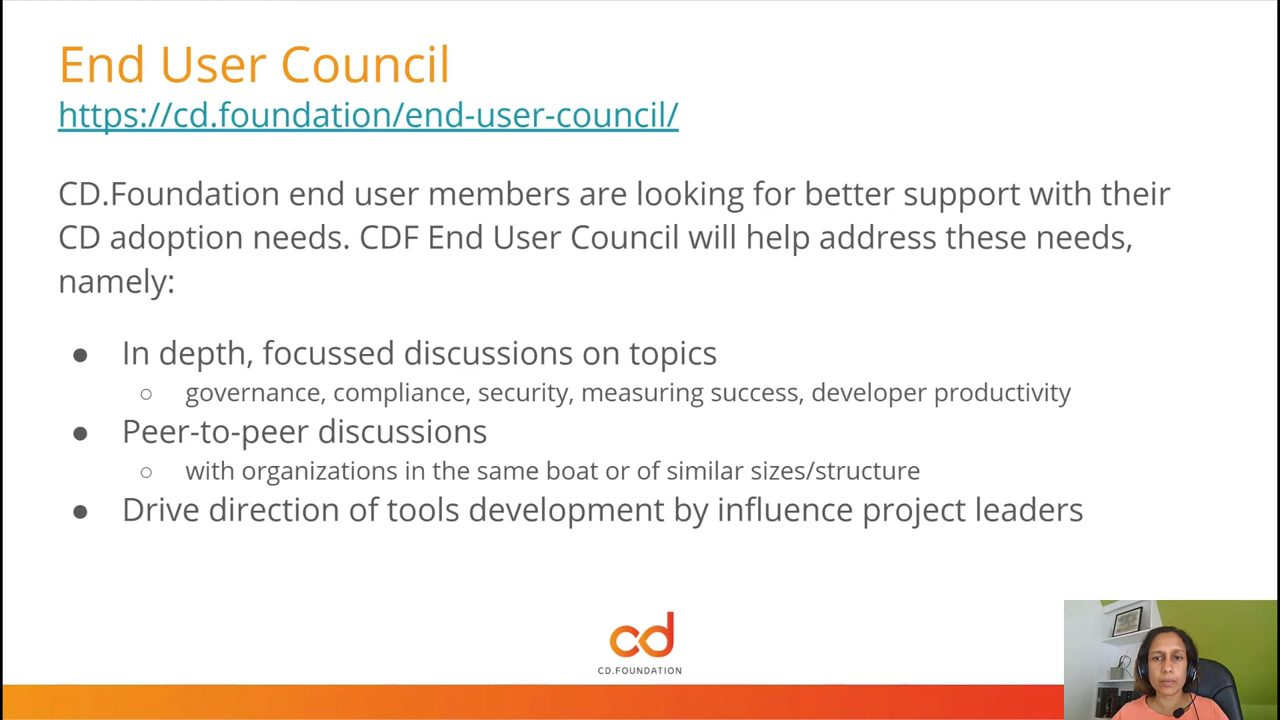 End User Council
https://cd.foundation/end-user-council/
CD.Foundation end user members are looking for better support with their
CD adoption needs. CDF End User Council will help address these needs,
namely:
● In depth, focussed discussions on topics
○ governance, compliance, security, measuring success, developer productivity
● Peer-to-peer discussions
○ with organizations in the same boat or of similar sizes/structure
● Drive direction of tools development by influence project leaders
cd
CD.FOUNDATION